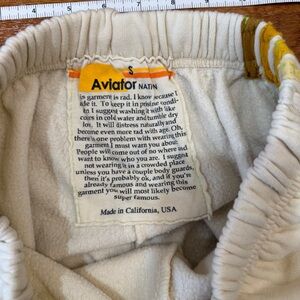 S
Aviator NATIN
is garment is rad. I know because I
de it. To keep it in pristine condi-
n I suggest washing it with like
colors in cold water and tumble dry
low. It will distress naturally and
become even more rad with age. Oh,
there's one problem with wearing this
garment I must warn you about:
People will come out of no where and
want to know who you are. I suggest
not wearing it in a crowded place
unless you have a couple body guards,
then it's probably ok, and if you're
already famous and wearing this
garment you will most likely become
super famous.
Made in California, USA